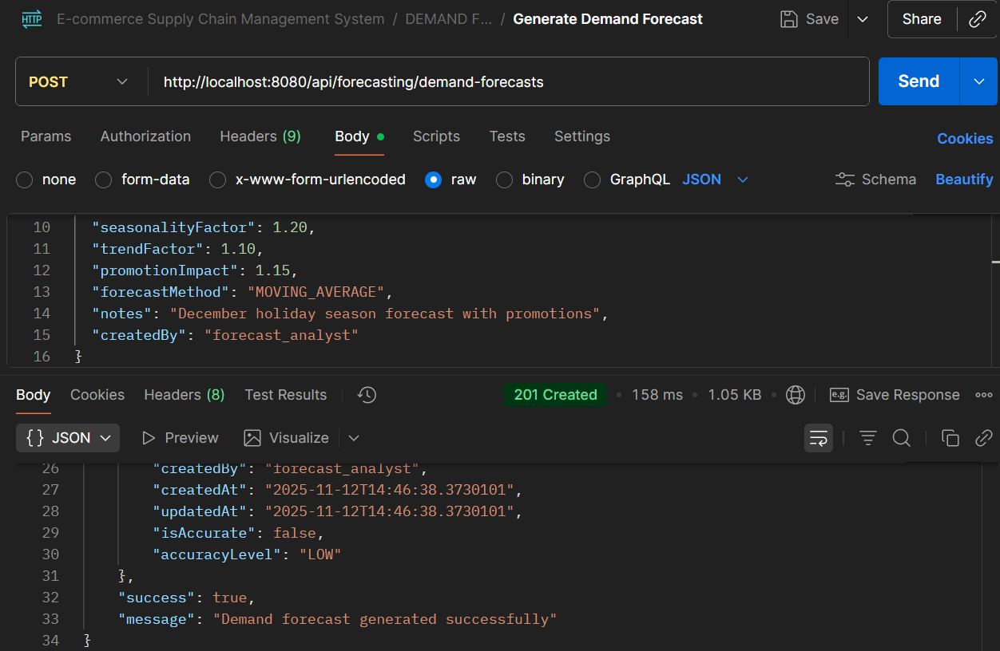 HTTP E-commerce Supply Chain Management System / DEMAND F... / Generate Demand Forecast Save Share
POST http://localhost:8080/api/forecasting/demand-forecasts Send
Params Authorization Headers (9) Body Scripts Tests Settings Cookies
none form-data x-www-form-urlencoded raw binary GraphQL JSON Schema Beautify
10 "seasonalityFactor": 1.20,
11 "trendFactor": 1.10,
12 "promotionImpact": 1.15,
13 "forecastMethod": "MOVING_AVERAGE",
14 "notes": "December holiday season forecast with promotions",
15 "createdBy": "forecast_analyst"
16 }
Body Cookies Headers (8) Test Results 201 Created • 158 ms • 1.05 KB • e.g. Save Response
{} JSON Preview Visualize
26 "createdBy": "forecast_analyst",
27 "createdAt": "2025-11-12T14:46:38.3730101",
28 "updatedAt": "2025-11-12T14:46:38.3730101",
29 "isAccurate": false,
30 "accuracyLevel": "LOW"
31 },
32 "success": true,
33 "message": "Demand forecast generated successfully"
34 }